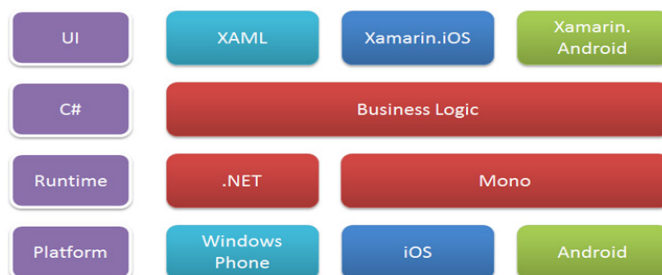 UI
XAML
Xamarin.iOS
Xamarin.
Android
C#
Business Logic
Runtime
.NET
Mono
Platform
Windows
Phone
iOS
Android